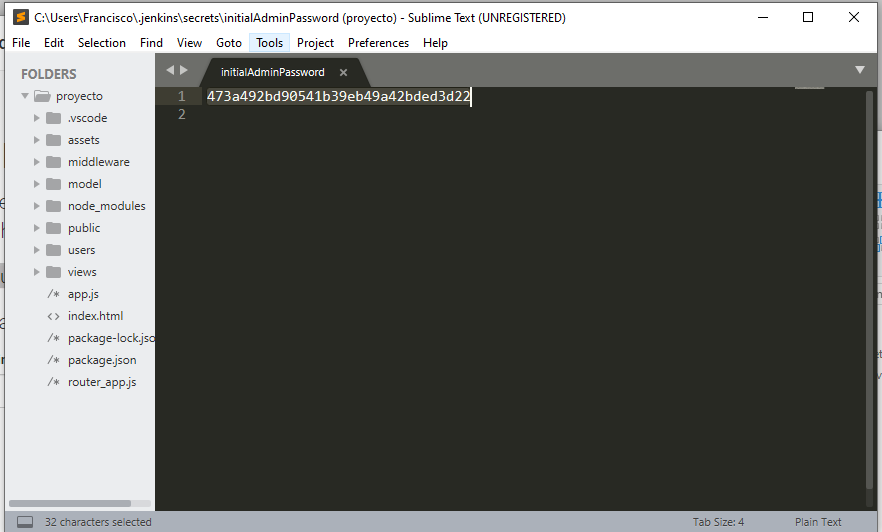 C:\Users\Francisco\.jenkins\secrets\initialAdminPassword (proyecto) - Sublime Text (UNREGISTERED)
File Edit Selection Find View Goto Tools Project Preferences Help
FOLDERS
proyecto
.vscode
assets
middleware
model
node_modules
public
users
views
/* app.js
<> index.html
/* package-lock.jso
/* package.json
/* router_app.js
initialAdminPassword ×
1 473a492bd90541b39eb49a42bded3d22
2
32 characters selected Tab Size: 4 Plain Text